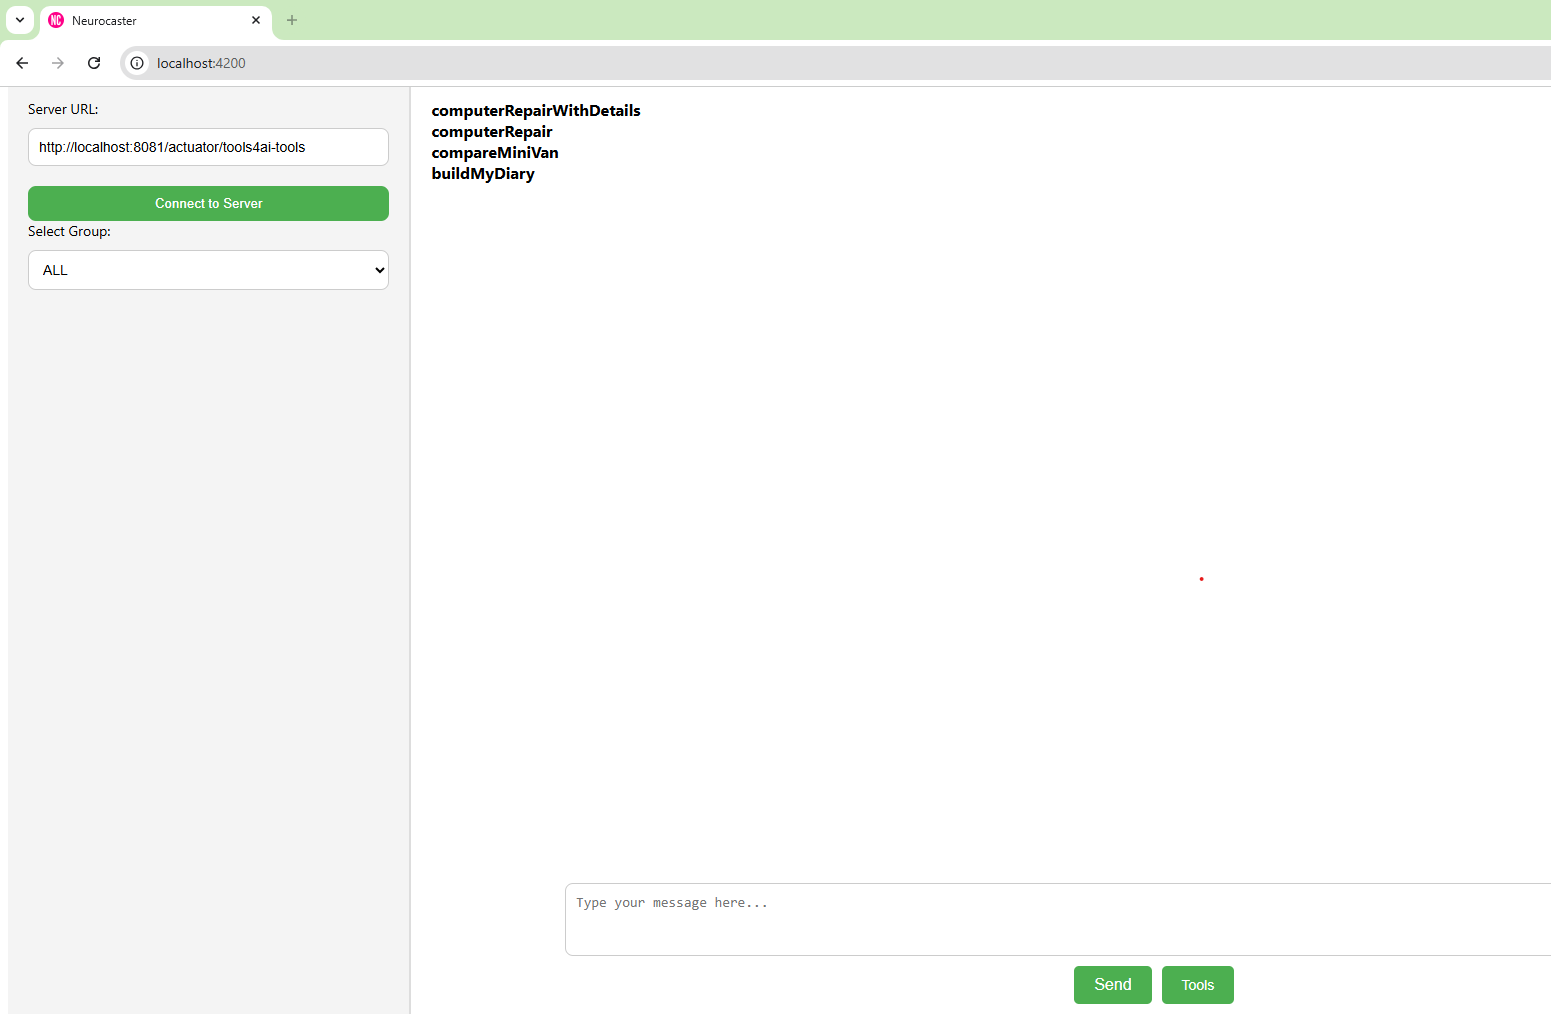 NC Neurocaster
localhost:4200
Server URL:
http://localhost:8081/actuator/tools4ai-tools
Connect to Server
Select Group:
ALL
computerRepairWithDetails
computerRepair
compareMiniVan
buildMyDiary
Type your message here...
Send Tools